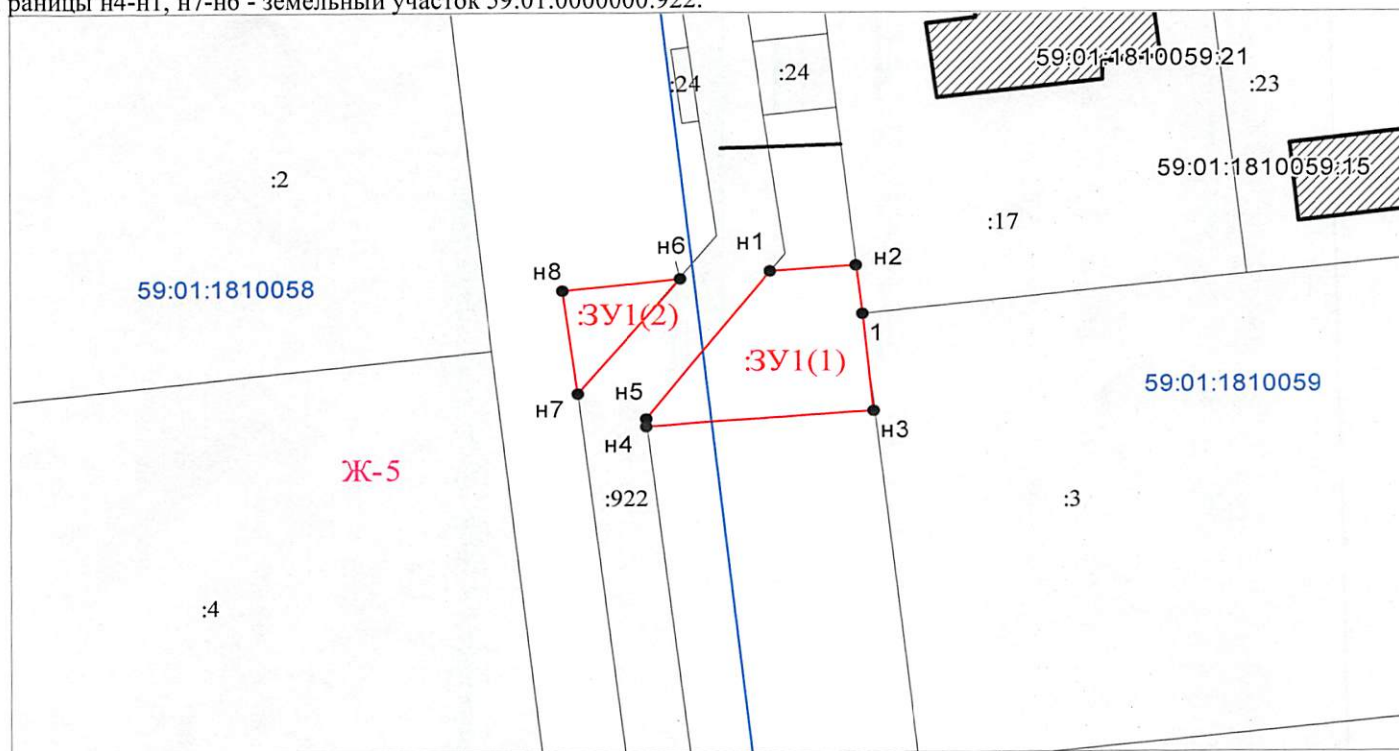 раницы н4-н1, н7-н6 - земельный участок 59:01:0000000:922.
59:01:1810059:21
:24
:24
:23
59:01:1810059:15
:2
:17
н6
н1
н2
н8
59:01:1810058
:ЗУ1(2)
1
:ЗУ1(1)
59:01:1810059
н7
н5
н3
н4
Ж-5
:922
:3
:4